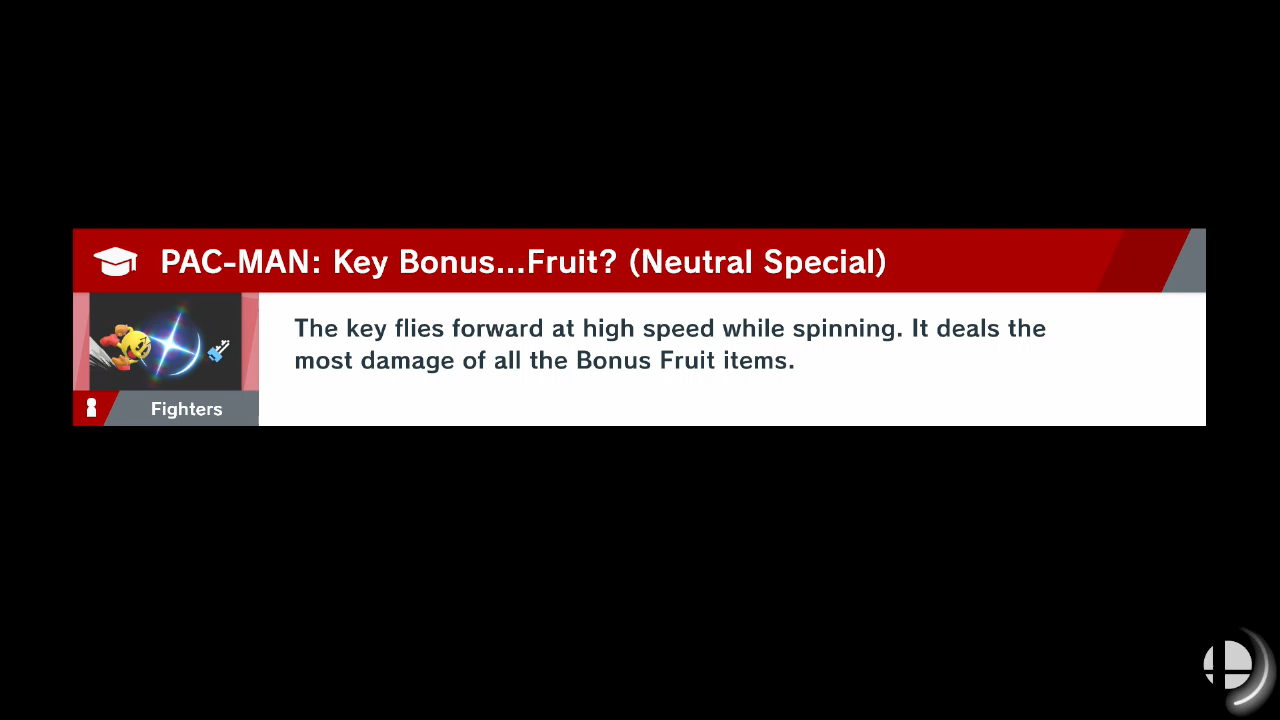 PAC-MAN: Key Bonus...Fruit? (Neutral Special)
The key flies forward at high speed while spinning. It deals the
most damage of all the Bonus Fruit items.
Fighters